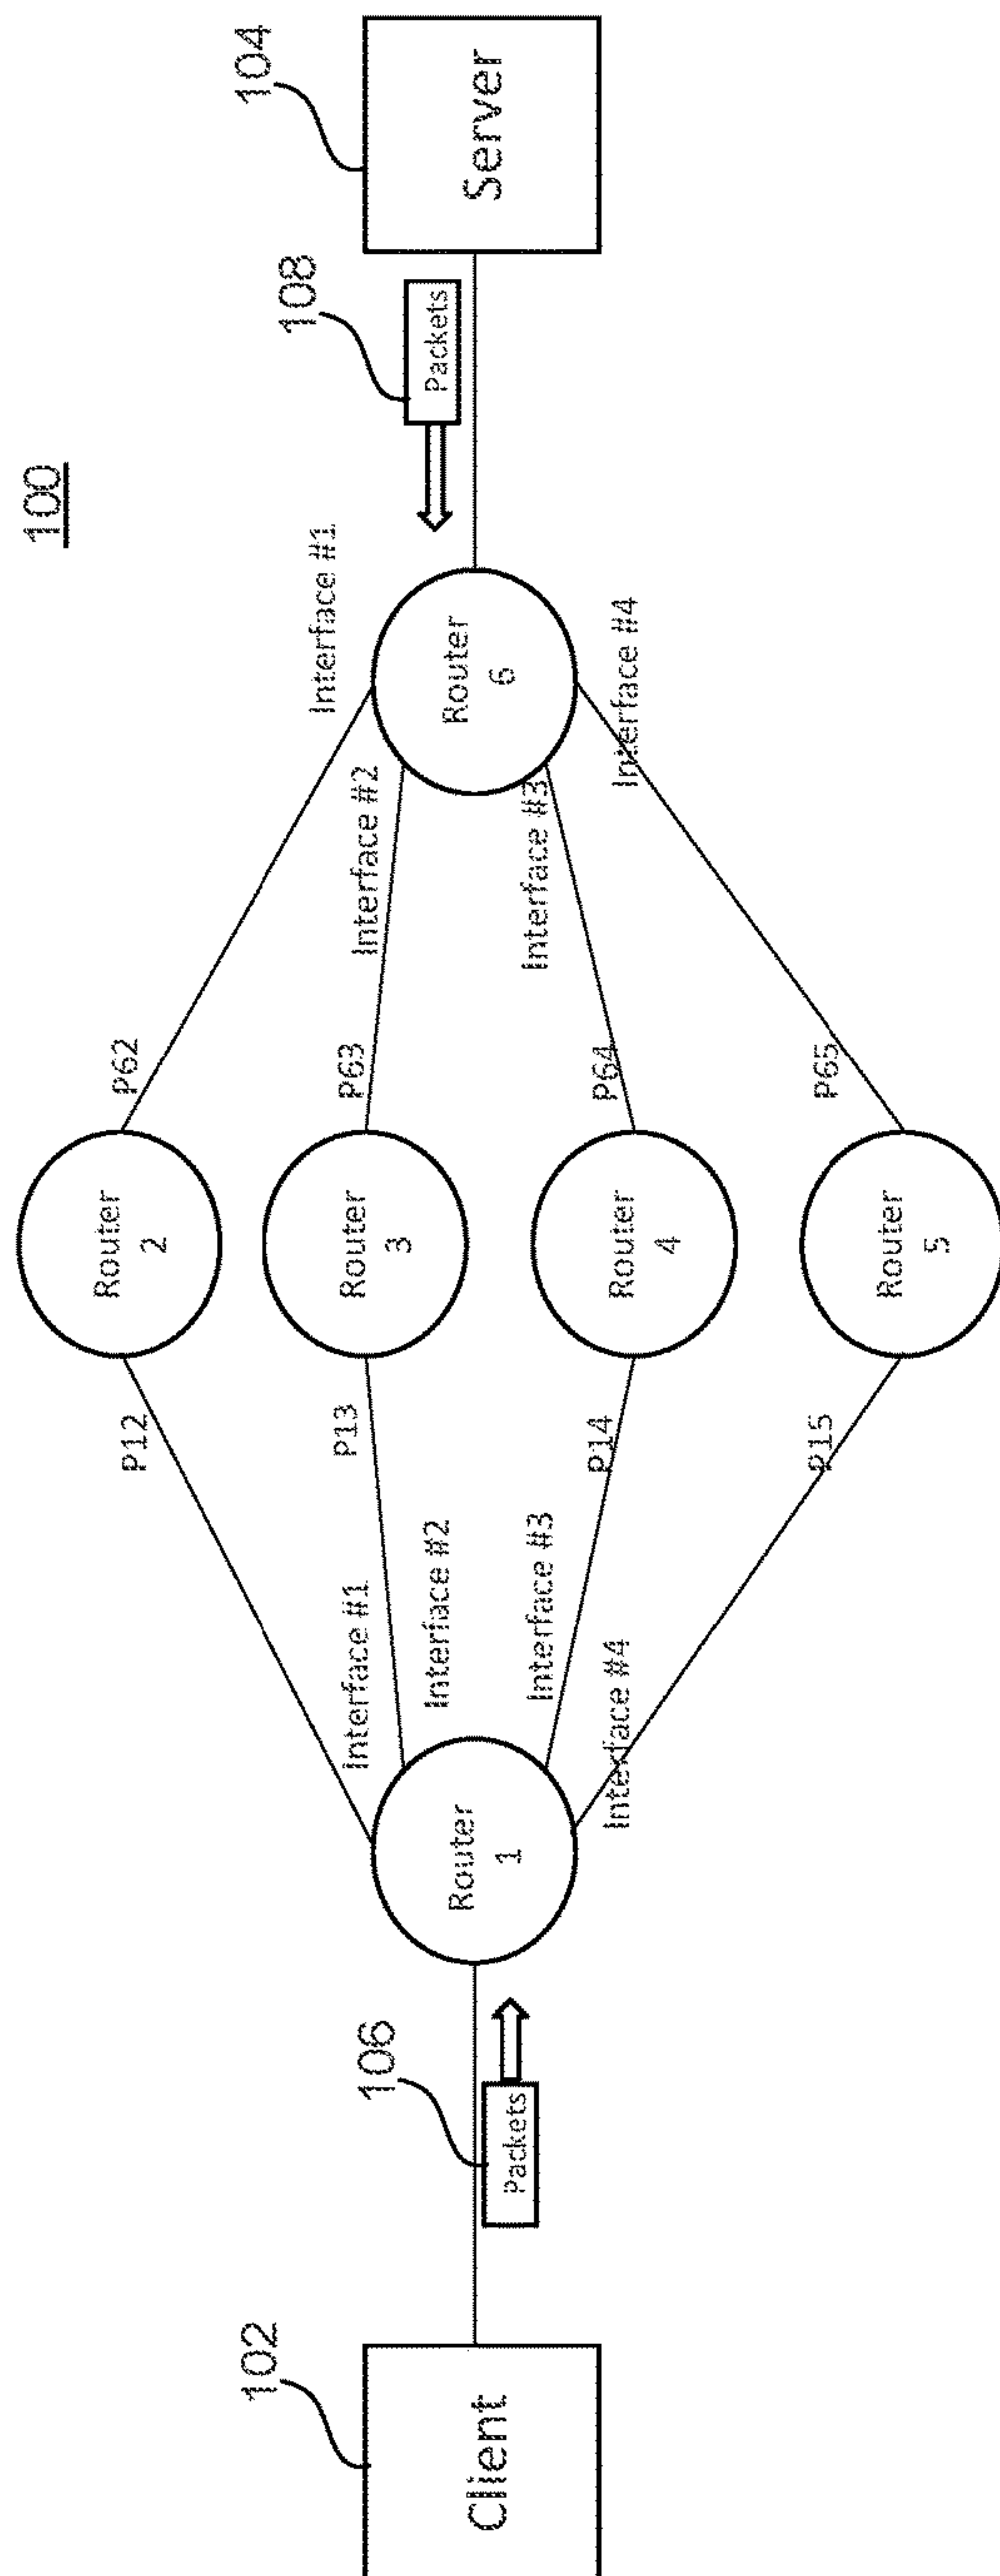 100
102
Client
106
Packets
Router
1
Interface #1
Interface #2
Interface #3
Interface #4
P12
P13
P14
P15
Router
2
Router
3
Router
4
Router
5
P62
P63
P64
P65
Interface #1
Interface #2
Interface #3
Interface #4
Router
6
108
Packets
104
Server